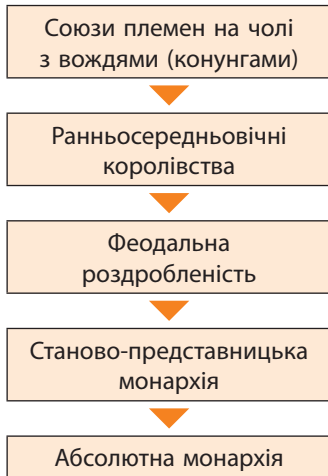 Союзи племен на чолі
з вождями (конунгами)
Ранньосередньовічні
королівства
Феодальна
роздробленість
Станово-представницька
монархія
Абсолютна монархія